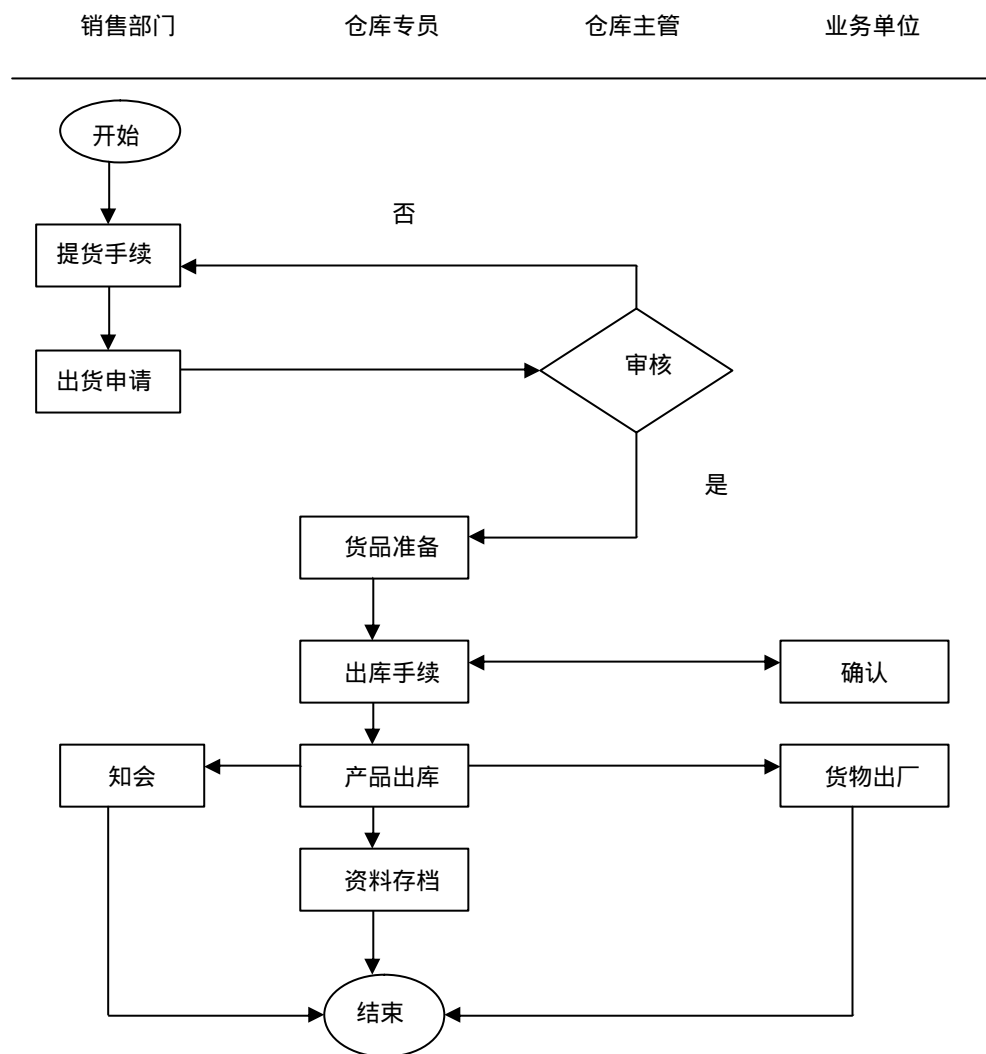 销售部门 仓库专员 仓库主管 业务单位
开始
否
提货手续
审核
出货申请
是
货品准备
出库手续 确认
知会 产品出库 货物出厂
资料存档
结束